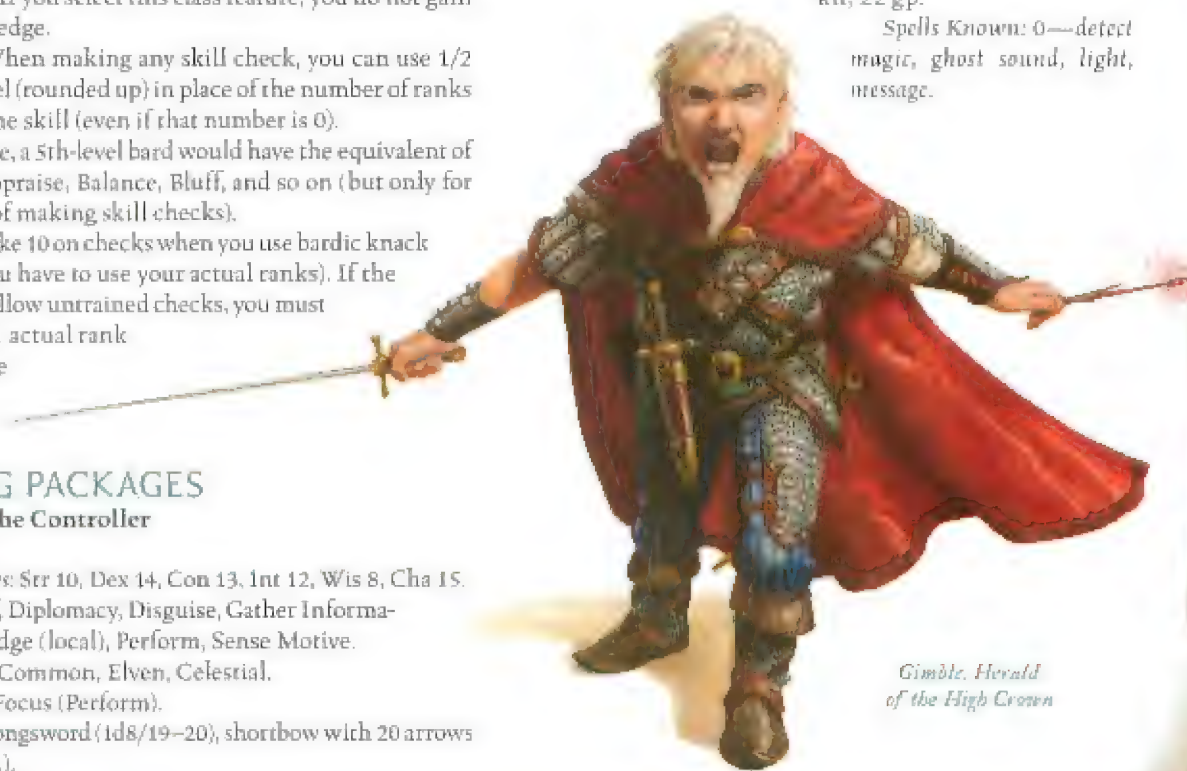 edge.
When making any skill check, you can use 1/2
el (rounded up) in place of the number of ranks
he skill (even if that number is 0).
e, a 5th-level bard would have the equivalent of
ppraise, Balance, Bluff, and so on (but only for
of making skill checks).
ke 10 on checks when you use bardic knack
u have to use your actual ranks). If the
llow untrained checks, you must
actual rank
e
G PACKAGES
he Controller
s: Str 10, Dex 14, Con 13, Int 12, Wis 8, Cha 15.
, Diplomacy, Disguise, Gather Informa-
dge (local), Perform, Sense Motive.
Common, Elven, Celestial.
Focus (Perform).
ongsword (1d8/19–20), shortbow with 20 arrows
).
Spells Known: 0—detect
magic, ghost sound, light,
message.
Gimble, Herald
of the High Crown